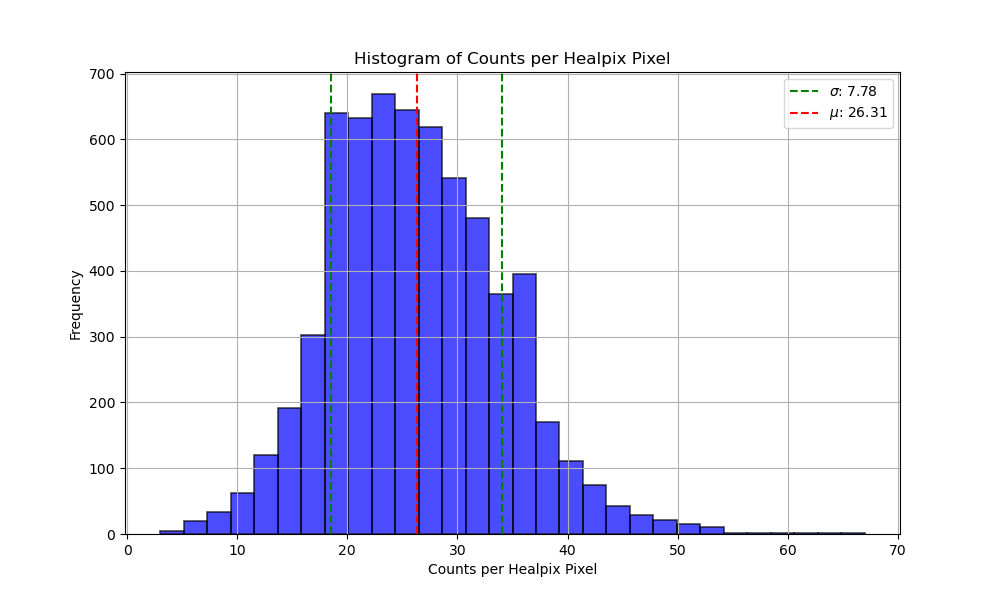 Histogram of Counts per Healpix Pixel
σ: 7.78
μ: 26.31
Frequency
700
600
500
400
300
200
100
0
0 10 20 30 40 50 60 70
Counts per Healpix Pixel